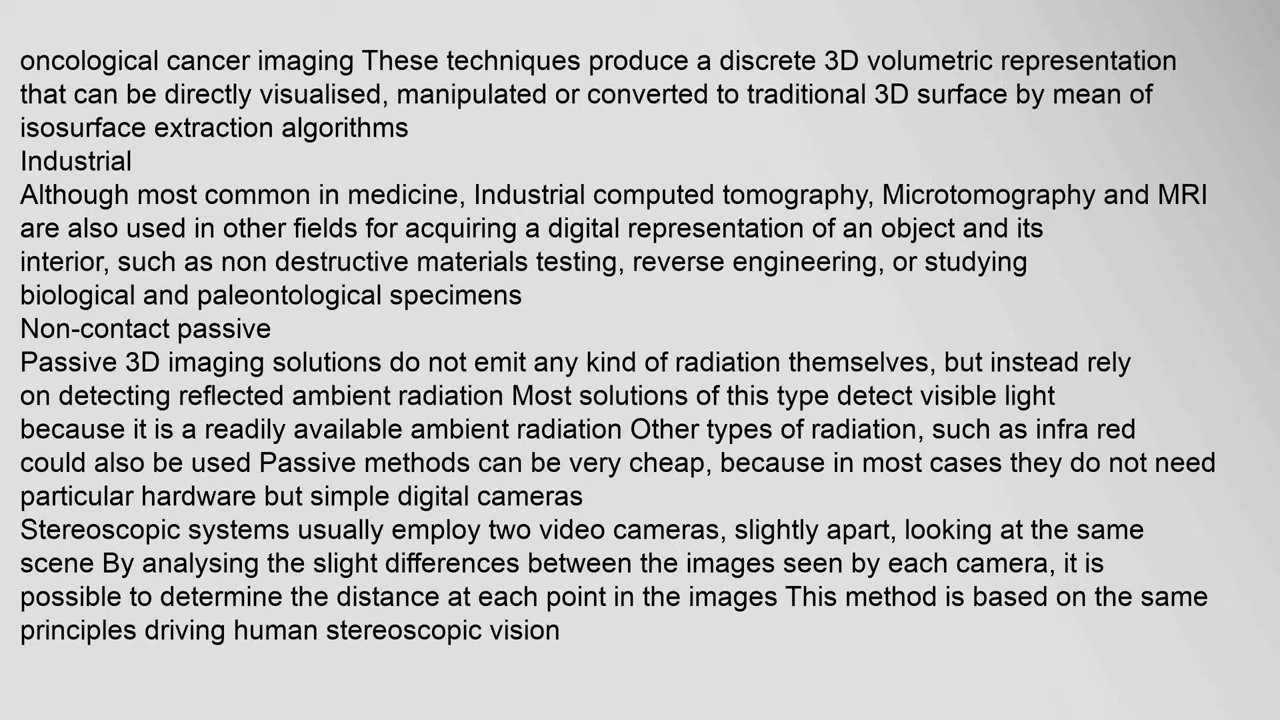 oncological cancer imaging These techniques produce a discrete 3D volumetric representation
that can be directly visualised, manipulated or converted to traditional 3D surface by mean of
isosurface extraction algorithms
Industrial
Although most common in medicine, Industrial computed tomography, Microtomography and MRI
are also used in other fields for acquiring a digital representation of an object and its
interior, such as non destructive materials testing, reverse engineering, or studying
biological and paleontological specimens
Non-contact passive
Passive 3D imaging solutions do not emit any kind of radiation themselves, but instead rely
on detecting reflected ambient radiation Most solutions of this type detect visible light
because it is a readily available ambient radiation Other types of radiation, such as infra red
could also be used Passive methods can be very cheap, because in most cases they do not need
particular hardware but simple digital cameras
Stereoscopic systems usually employ two video cameras, slightly apart, looking at the same
scene By analysing the slight differences between the images seen by each camera, it is
possible to determine the distance at each point in the images This method is based on the same
principles driving human stereoscopic vision